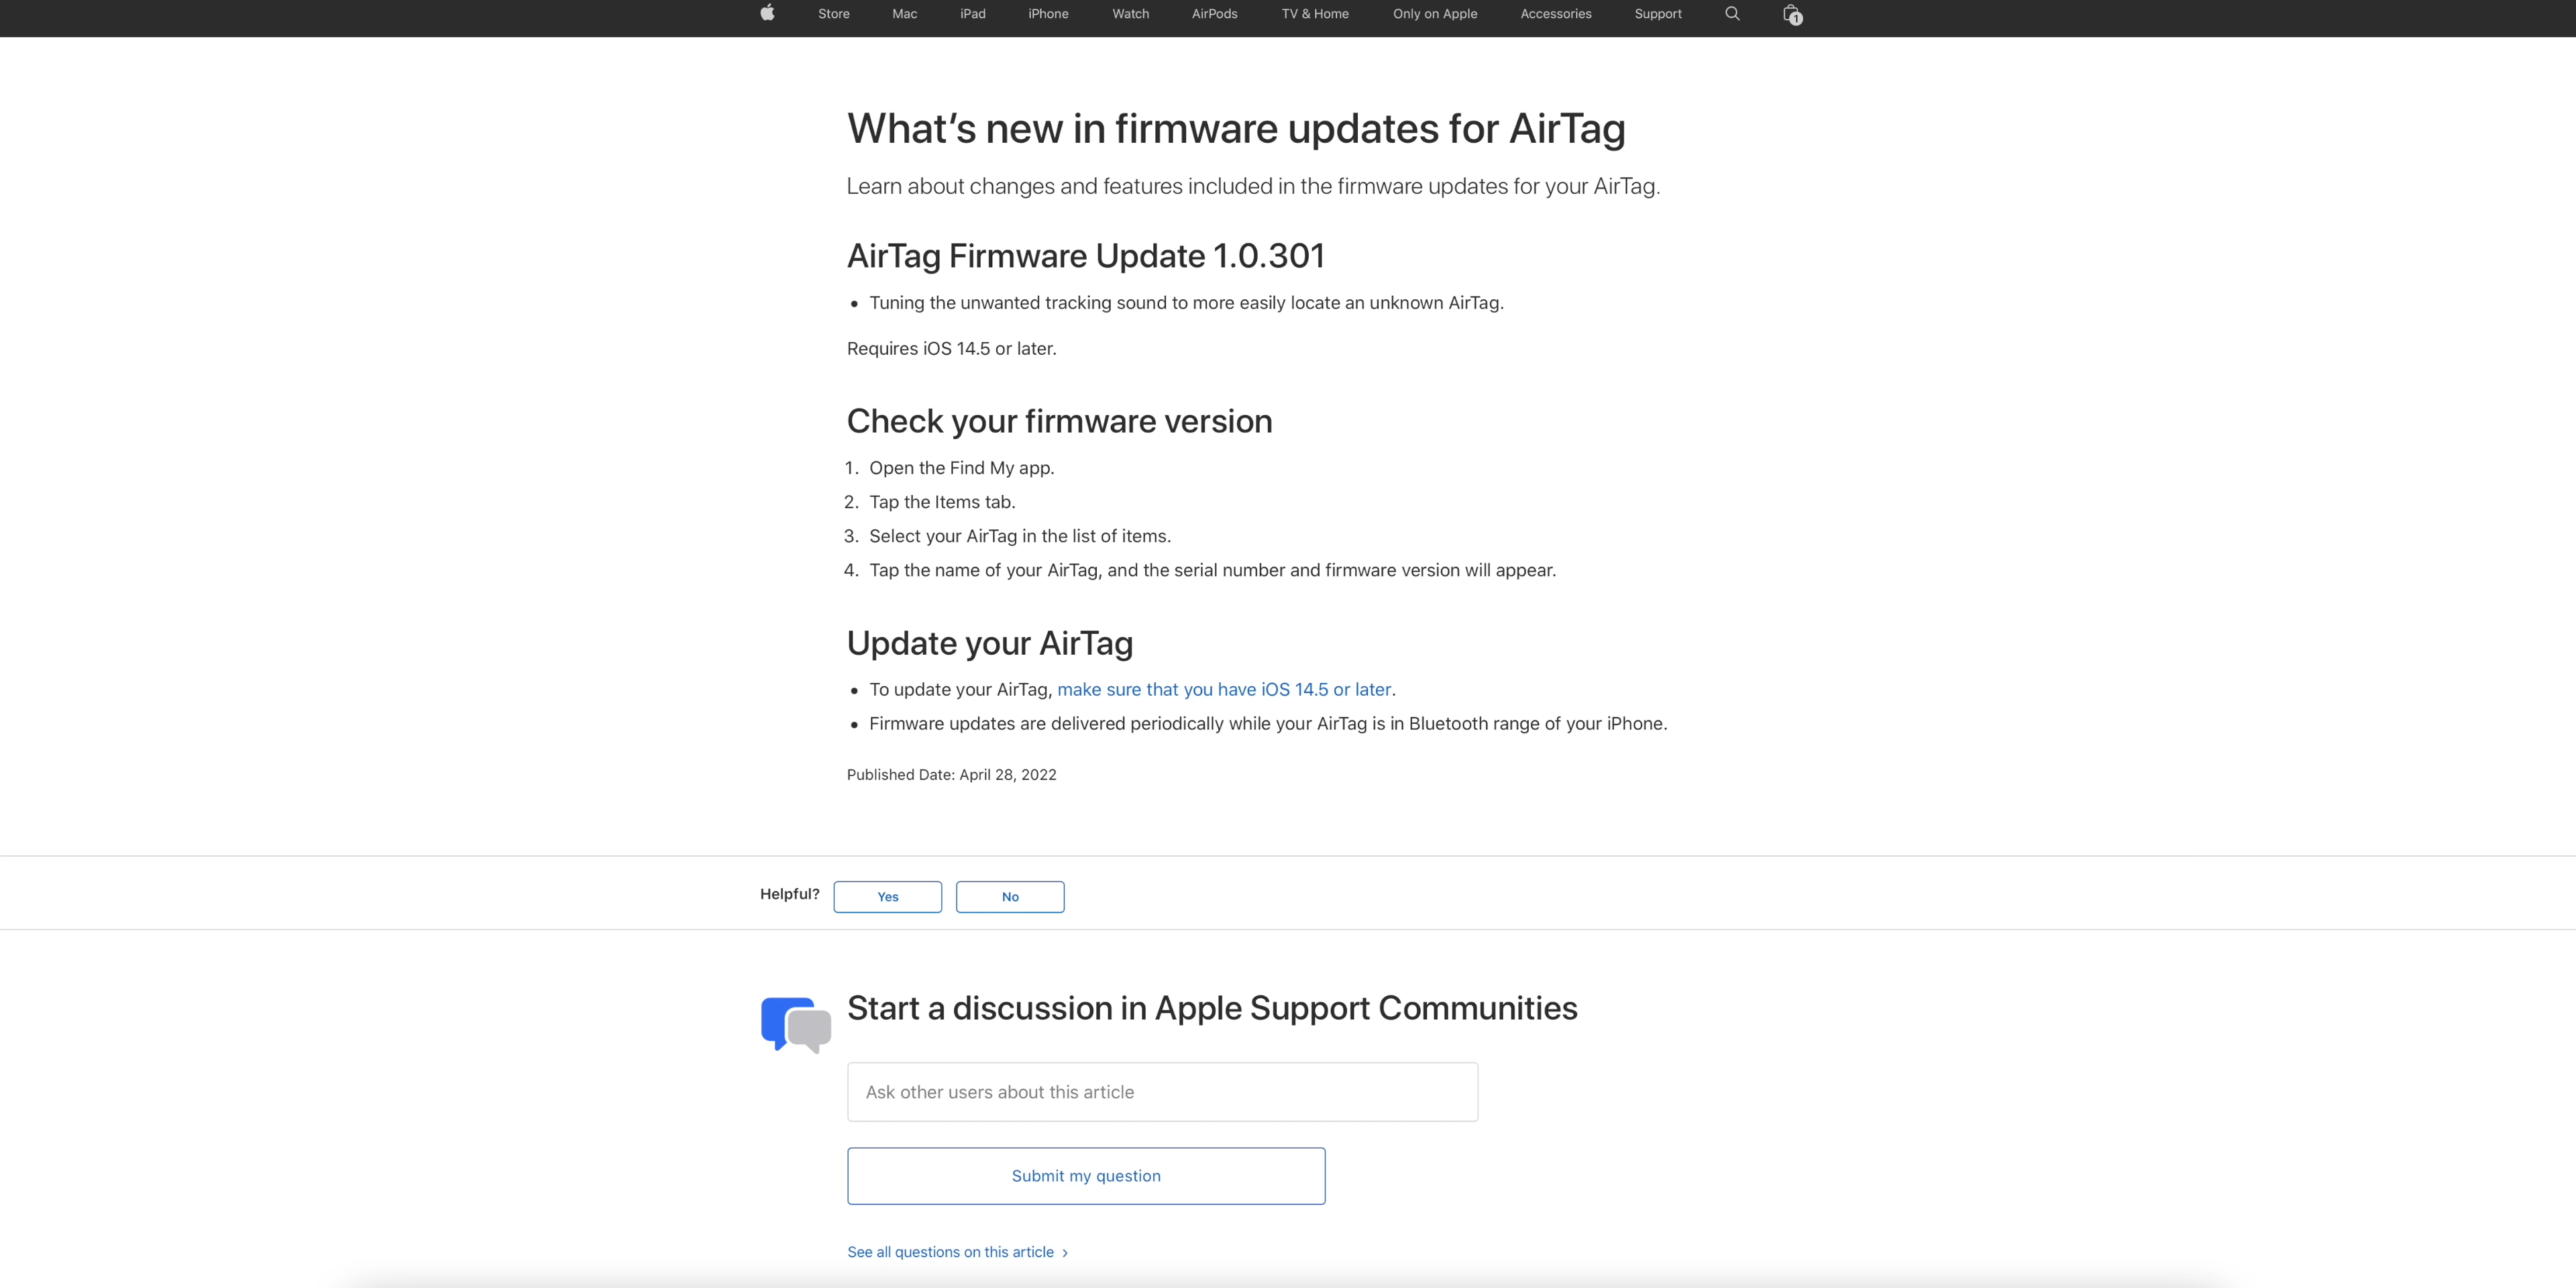 Store Mac iPad iPhone Watch AirPods TV & Home Only on Apple Accessories Support 1
What’s new in firmware updates for AirTag
Learn about changes and features included in the firmware updates for your AirTag.
AirTag Firmware Update 1.0.301
• Tuning the unwanted tracking sound to more easily locate an unknown AirTag.
Requires iOS 14.5 or later.
Check your firmware version
1. Open the Find My app.
2. Tap the Items tab.
3. Select your AirTag in the list of items.
4. Tap the name of your AirTag, and the serial number and firmware version will appear.
Update your AirTag
• To update your AirTag, make sure that you have iOS 14.5 or later.
• Firmware updates are delivered periodically while your AirTag is in Bluetooth range of your iPhone.
Published Date: April 28, 2022
Helpful? Yes No
Start a discussion in Apple Support Communities
Ask other users about this article
Submit my question
See all questions on this article ›